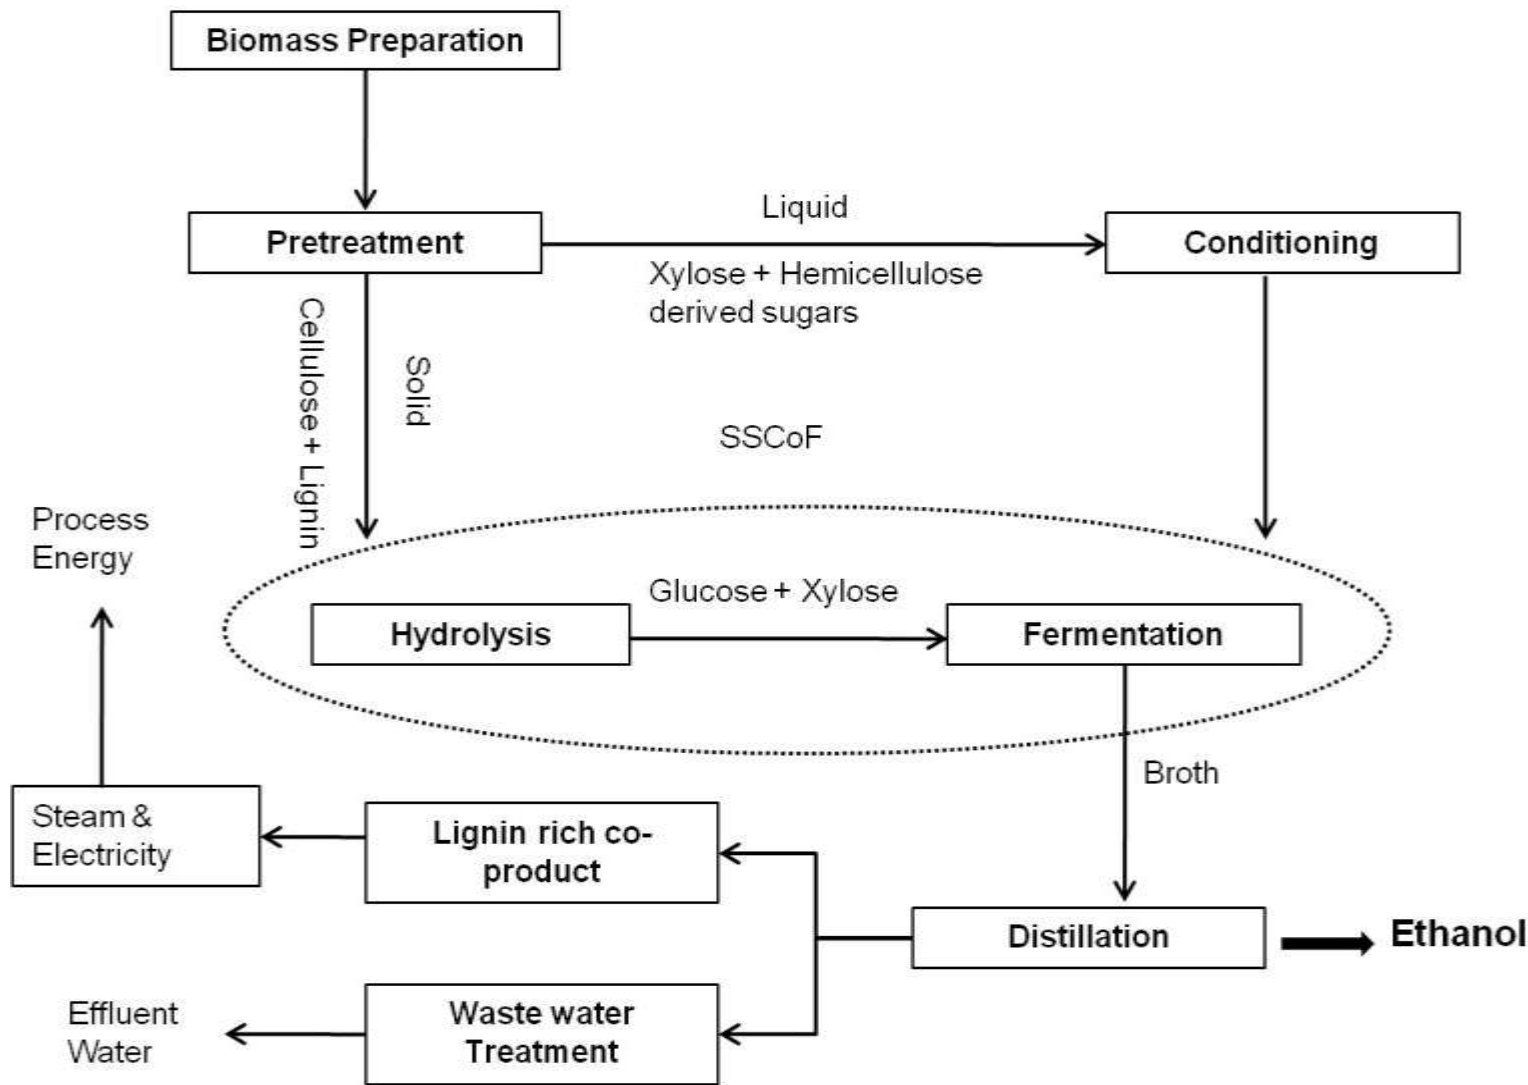 Biomass Preparation
Liquid
Pretreatment
Conditioning
Xylose + Hemicellulose
derived sugars
Cellulose + Lignin
Solid
SSCoF
Process
Energy
Glucose + Xylose
Hydrolysis
Fermentation
Broth
Steam &
Electricity
Lignin rich co-
product
Distillation
Ethanol
Effluent
Water
Waste water
Treatment